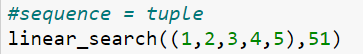 #sequence = tuple
linear_search((1,2,3,4,5),51)